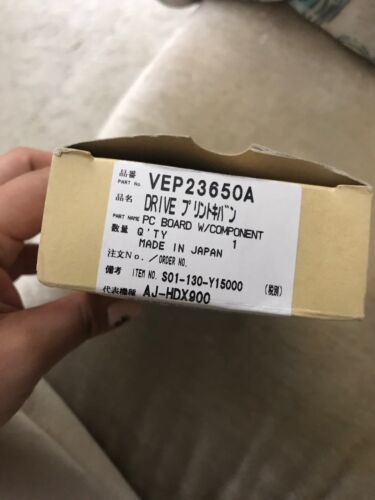 品番 PART No. VEP23650A
品名 DRIVE プリントキバン
PART NAME PC BOARD W/COMPONENT
数量 Q'TY 1
MADE IN JAPAN
注文No./ORDER NO.
備考 ITEM NO. S01-130-Y15000 (税別)
代表機種 AJ-HDX900